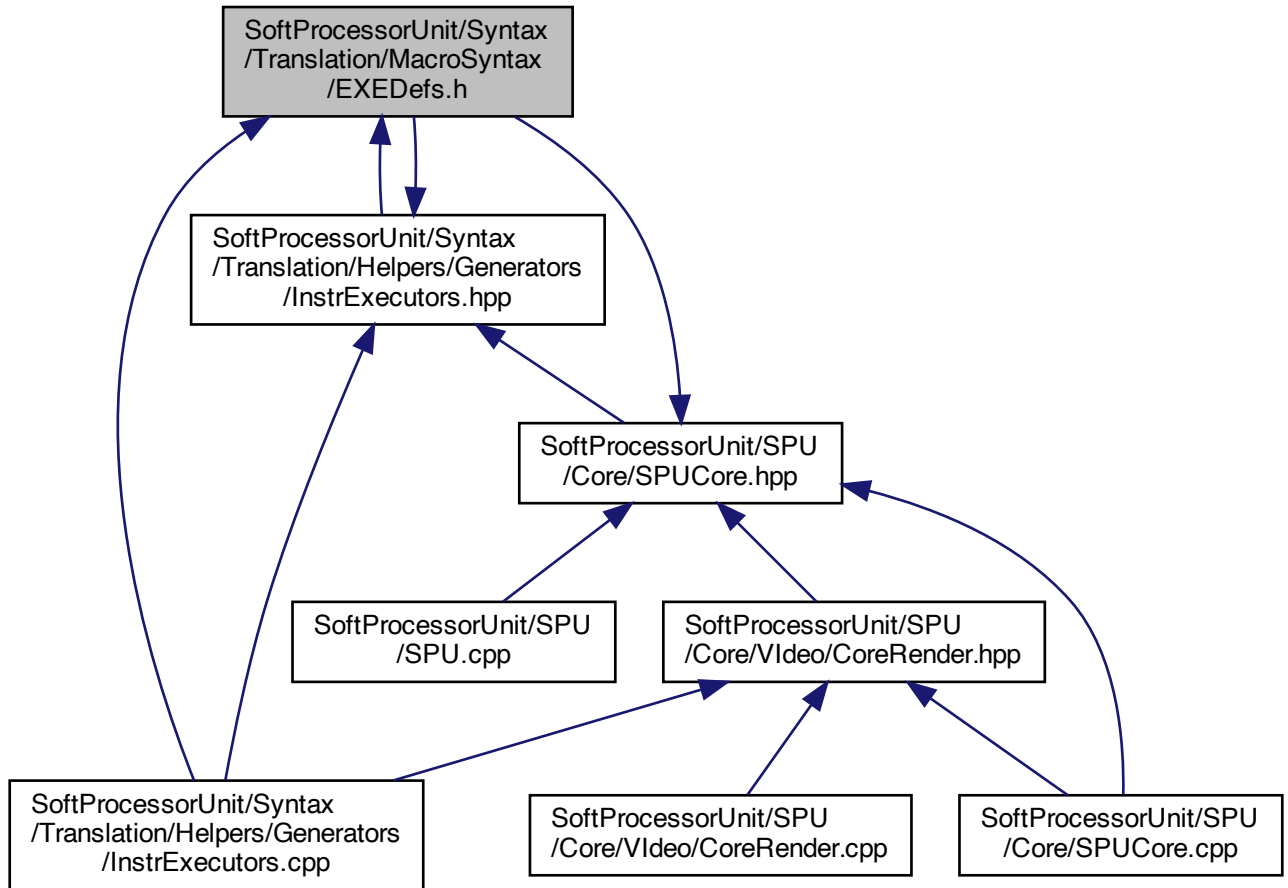 SoftProcessorUnit/Syntax
/Translation/MacroSyntax
/EXEDefs.h
SoftProcessorUnit/Syntax
/Translation/Helpers/Generators
/InstrExecutors.hpp
SoftProcessorUnit/SPU
/Core/SPUCore.hpp
SoftProcessorUnit/SPU
/SPU.cpp
SoftProcessorUnit/SPU
/Core/VIdeo/CoreRender.hpp
SoftProcessorUnit/Syntax
/Translation/Helpers/Generators
/InstrExecutors.cpp
SoftProcessorUnit/SPU
/Core/VIdeo/CoreRender.cpp
SoftProcessorUnit/SPU
/Core/SPUCore.cpp